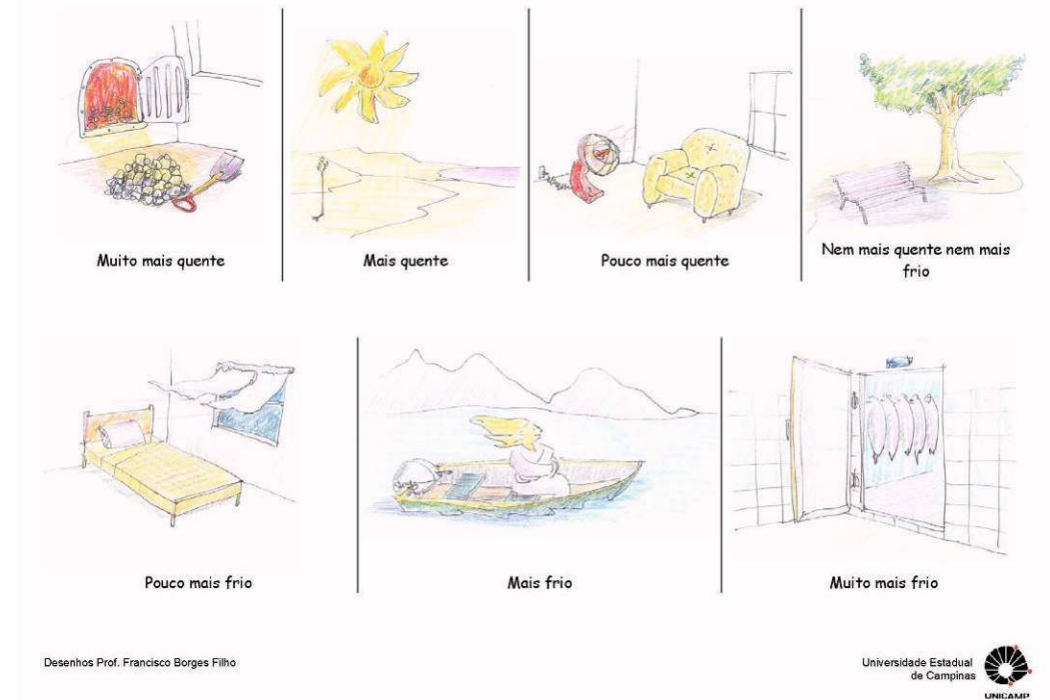 Muito mais quente
Mais quente
Pouco mais quente
Nem mais quente nem mais
frio
Pouco mais frio
Mais frio
Muito mais frio
Desenhos Prof. Francisco Borges Filho
Universidade Estadual
de Campinas
UNICAMP